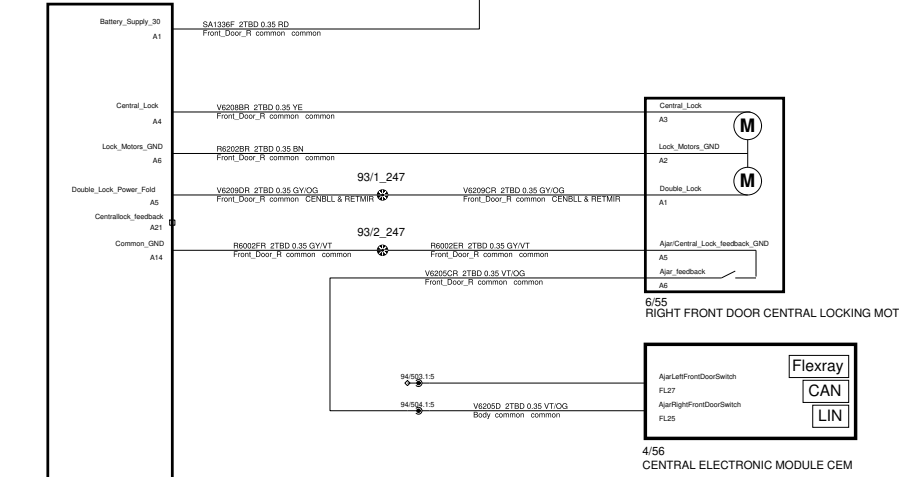 Battery_Supply_30
A1
SA1336F 2TBD 0.35 RD
Front_Door_R common common
Central_Lock
A4
V6208BR 2TBD 0.35 YE
Front_Door_R common common
Central_Lock
A3
M
Lock_Motors_GND
A6
R6202BR 2TBD 0.35 BN
Front_Door_R common common
Lock_Motors_GND
A2
M
93/1_247
Double_Lock_Power_Fold
A5
V6209DR 2TBD 0.35 GY/OG
Front_Door_R common CENBLL & RETMIR
V6209CR 2TBD 0.35 GY/OG
Front_Door_R common CENBLL & RETMIR
Double_Lock
A1
Centrallock_feedback
A21
93/2_247
Common_GND
A14
R6002FR 2TBD 0.35 GY/VT
Front_Door_R common common
R6002ER 2TBD 0.35 GY/VT
Front_Door_R common common
Ajar/Central_Lock_feedback_GND
A5
V6205CR 2TBD 0.35 VT/OG
Front_Door_R common common
Ajar_feedback
A6
6/55
RIGHT FRONT DOOR CENTRAL LOCKING MOT
Flexray
CAN
LIN
94/503.1:5
AjarLeftFrontDoorSwitch
FL27
94/504.1:5
V6205D 2TBD 0.35 VT/OG
Body common common
AjarRightFrontDoorSwitch
FL25
4/56
CENTRAL ELECTRONIC MODULE CEM